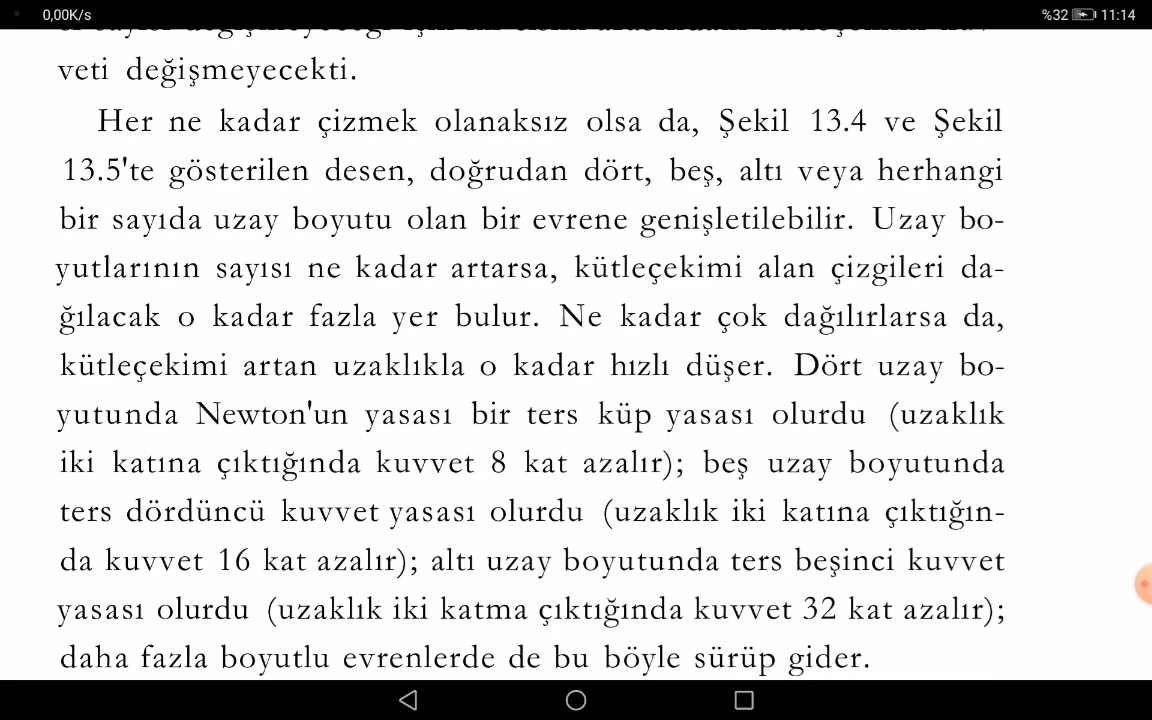 0,00K/s
%32 11:14
veti değişmeyecekti.
Her ne kadar çizmek olanaksız olsa da, Şekil 13.4 ve Şekil
13.5'te gösterilen desen, doğrudan dört, beş, altı veya herhangi
bir sayıda uzay boyutu olan bir evrene genişletilebilir. Uzay bo-
yutlarının sayısı ne kadar artarsa, kütleçekimi alan çizgileri da-
ğılacak o kadar fazla yer bulur. Ne kadar çok dağılırlarsa da,
kütleçekimi artan uzaklıkla o kadar hızlı düşer. Dört uzay bo-
yutunda Newton'un yasası bir ters küp yasası olurdu (uzaklık
iki katına çıktığında kuvvet 8 kat azalır); beş uzay boyutunda
ters dördüncü kuvvet yasası olurdu (uzaklık iki katına çıktığın-
da kuvvet 16 kat azalır); altı uzay boyutunda ters beşinci kuvvet
yasası olurdu (uzaklık iki katma çıktığında kuvvet 32 kat azalır);
daha fazla boyutlu evrenlerde de bu böyle sürüp gider.